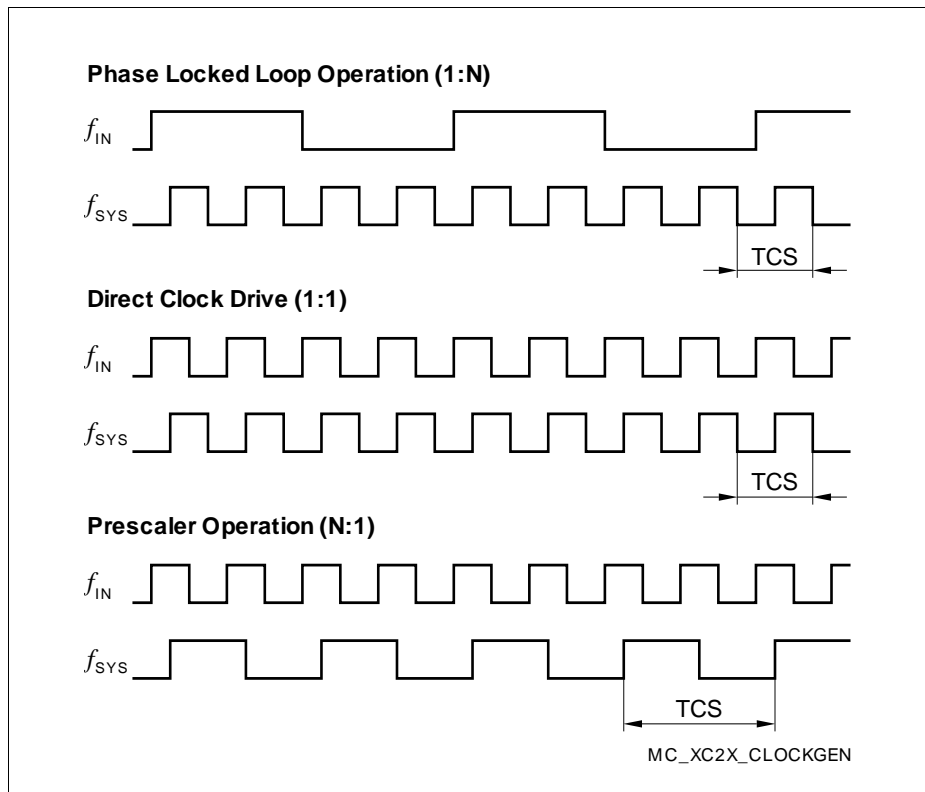 Phase Locked Loop Operation (1:N)
fIN
fSYS
TCS
Direct Clock Drive (1:1)
fIN
fSYS
TCS
Prescaler Operation (N:1)
fIN
fSYS
TCS
MC_XC2X_CLOCKGEN